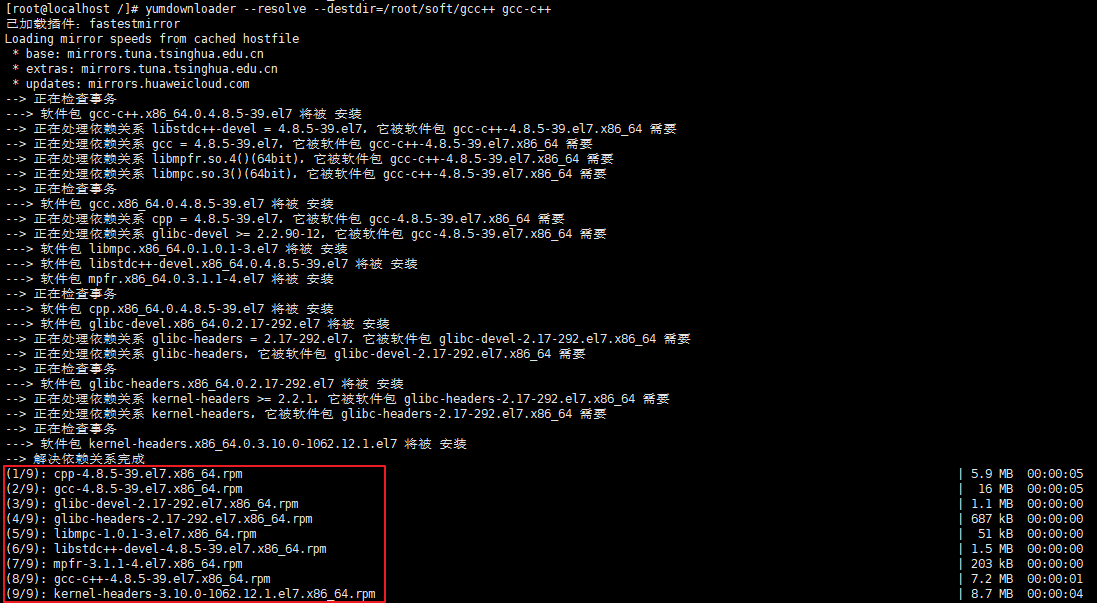 [root@localhost /]# yumdownloader --resolve --destdir=/root/soft/gcc++ gcc-c++
已加载插件：fastestmirror
Loading mirror speeds from cached hostfile
 * base: mirrors.tuna.tsinghua.edu.cn
 * extras: mirrors.tuna.tsinghua.edu.cn
 * updates: mirrors.huaweicloud.com
--> 正在检查事务
---> 软件包 gcc-c++.x86_64.0.4.8.5-39.el7 将被 安装
--> 正在处理依赖关系 libstdc++-devel = 4.8.5-39.el7，它被软件包 gcc-c++-4.8.5-39.el7.x86_64 需要
--> 正在处理依赖关系 gcc = 4.8.5-39.el7，它被软件包 gcc-c++-4.8.5-39.el7.x86_64 需要
--> 正在处理依赖关系 libmpfr.so.4()(64bit)，它被软件包 gcc-c++-4.8.5-39.el7.x86_64 需要
--> 正在处理依赖关系 libmpc.so.3()(64bit)，它被软件包 gcc-c++-4.8.5-39.el7.x86_64 需要
--> 正在检查事务
---> 软件包 gcc.x86_64.0.4.8.5-39.el7 将被 安装
--> 正在处理依赖关系 cpp = 4.8.5-39.el7，它被软件包 gcc-4.8.5-39.el7.x86_64 需要
--> 正在处理依赖关系 glibc-devel >= 2.2.90-12，它被软件包 gcc-4.8.5-39.el7.x86_64 需要
---> 软件包 libmpc.x86_64.0.1.0.1-3.el7 将被 安装
---> 软件包 libstdc++-devel.x86_64.0.4.8.5-39.el7 将被 安装
---> 软件包 mpfr.x86_64.0.3.1.1-4.el7 将被 安装
--> 正在检查事务
---> 软件包 cpp.x86_64.0.4.8.5-39.el7 将被 安装
---> 软件包 glibc-devel.x86_64.0.2.17-292.el7 将被 安装
--> 正在处理依赖关系 glibc-headers = 2.17-292.el7，它被软件包 glibc-devel-2.17-292.el7.x86_64 需要
--> 正在处理依赖关系 glibc-headers，它被软件包 glibc-devel-2.17-292.el7.x86_64 需要
--> 正在检查事务
---> 软件包 glibc-headers.x86_64.0.2.17-292.el7 将被 安装
--> 正在处理依赖关系 kernel-headers >= 2.2.1，它被软件包 glibc-headers-2.17-292.el7.x86_64 需要
--> 正在处理依赖关系 kernel-headers，它被软件包 glibc-headers-2.17-292.el7.x86_64 需要
--> 正在检查事务
---> 软件包 kernel-headers.x86_64.0.3.10.0-1062.12.1.el7 将被 安装
--> 解决依赖关系完成
(1/9): cpp-4.8.5-39.el7.x86_64.rpm | 5.9 MB 00:00:05
(2/9): gcc-4.8.5-39.el7.x86_64.rpm | 16 MB 00:00:05
(3/9): glibc-devel-2.17-292.el7.x86_64.rpm | 1.1 MB 00:00:00
(4/9): glibc-headers-2.17-292.el7.x86_64.rpm | 687 kB 00:00:00
(5/9): libmpc-1.0.1-3.el7.x86_64.rpm | 51 kB 00:00:00
(6/9): libstdc++-devel-4.8.5-39.el7.x86_64.rpm | 1.5 MB 00:00:00
(7/9): mpfr-3.1.1-4.el7.x86_64.rpm | 203 kB 00:00:00
(8/9): gcc-c++-4.8.5-39.el7.x86_64.rpm | 7.2 MB 00:00:01
(9/9): kernel-headers-3.10.0-1062.12.1.el7.x86_64.rpm | 8.7 MB 00:00:04